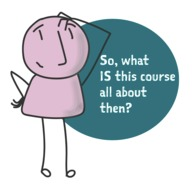 So, what
IS this course
all about
then?